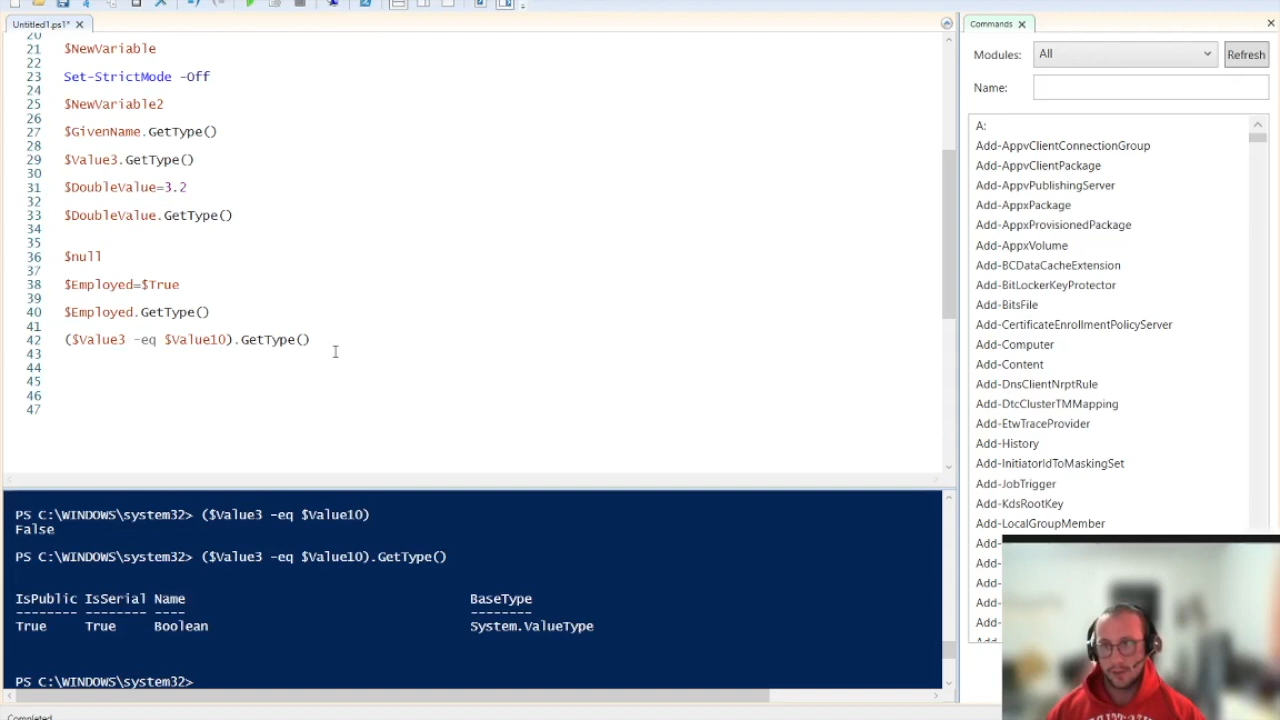 Untitled1.ps1*
Commands
20
21 $NewVariable
22
23 Set-StrictMode -Off
24
25 $NewVariable2
26
27 $GivenName.GetType()
28
29 $Value3.GetType()
30
31 $DoubleValue=3.2
32
33 $DoubleValue.GetType()
34
35
36 $null
37
38 $Employed=$True
39
40 $Employed.GetType()
41
42 ($Value3 -eq $Value10).GetType()
43
44
45
46
47
PS C:\WINDOWS\system32> ($Value3 -eq $Value10)
False
PS C:\WINDOWS\system32> ($Value3 -eq $Value10).GetType()
IsPublic IsSerial Name BaseType
-------- -------- ---- --------
True True Boolean System.ValueType
PS C:\WINDOWS\system32>
Completed
Modules: All Refresh
Name:
A:
Add-AppvClientConnectionGroup
Add-AppvClientPackage
Add-AppvPublishingServer
Add-AppxPackage
Add-AppxProvisionedPackage
Add-AppxVolume
Add-BCDataCacheExtension
Add-BitLockerKeyProtector
Add-BitsFile
Add-CertificateEnrollmentPolicyServer
Add-Computer
Add-Content
Add-DnsClientNrptRule
Add-DtcClusterTMMapping
Add-EtwTraceProvider
Add-History
Add-InitiatorIdToMaskingSet
Add-JobTrigger
Add-KdsRootKey
Add-LocalGroupMember
Add-
Add-
Add-
Add-
Add-